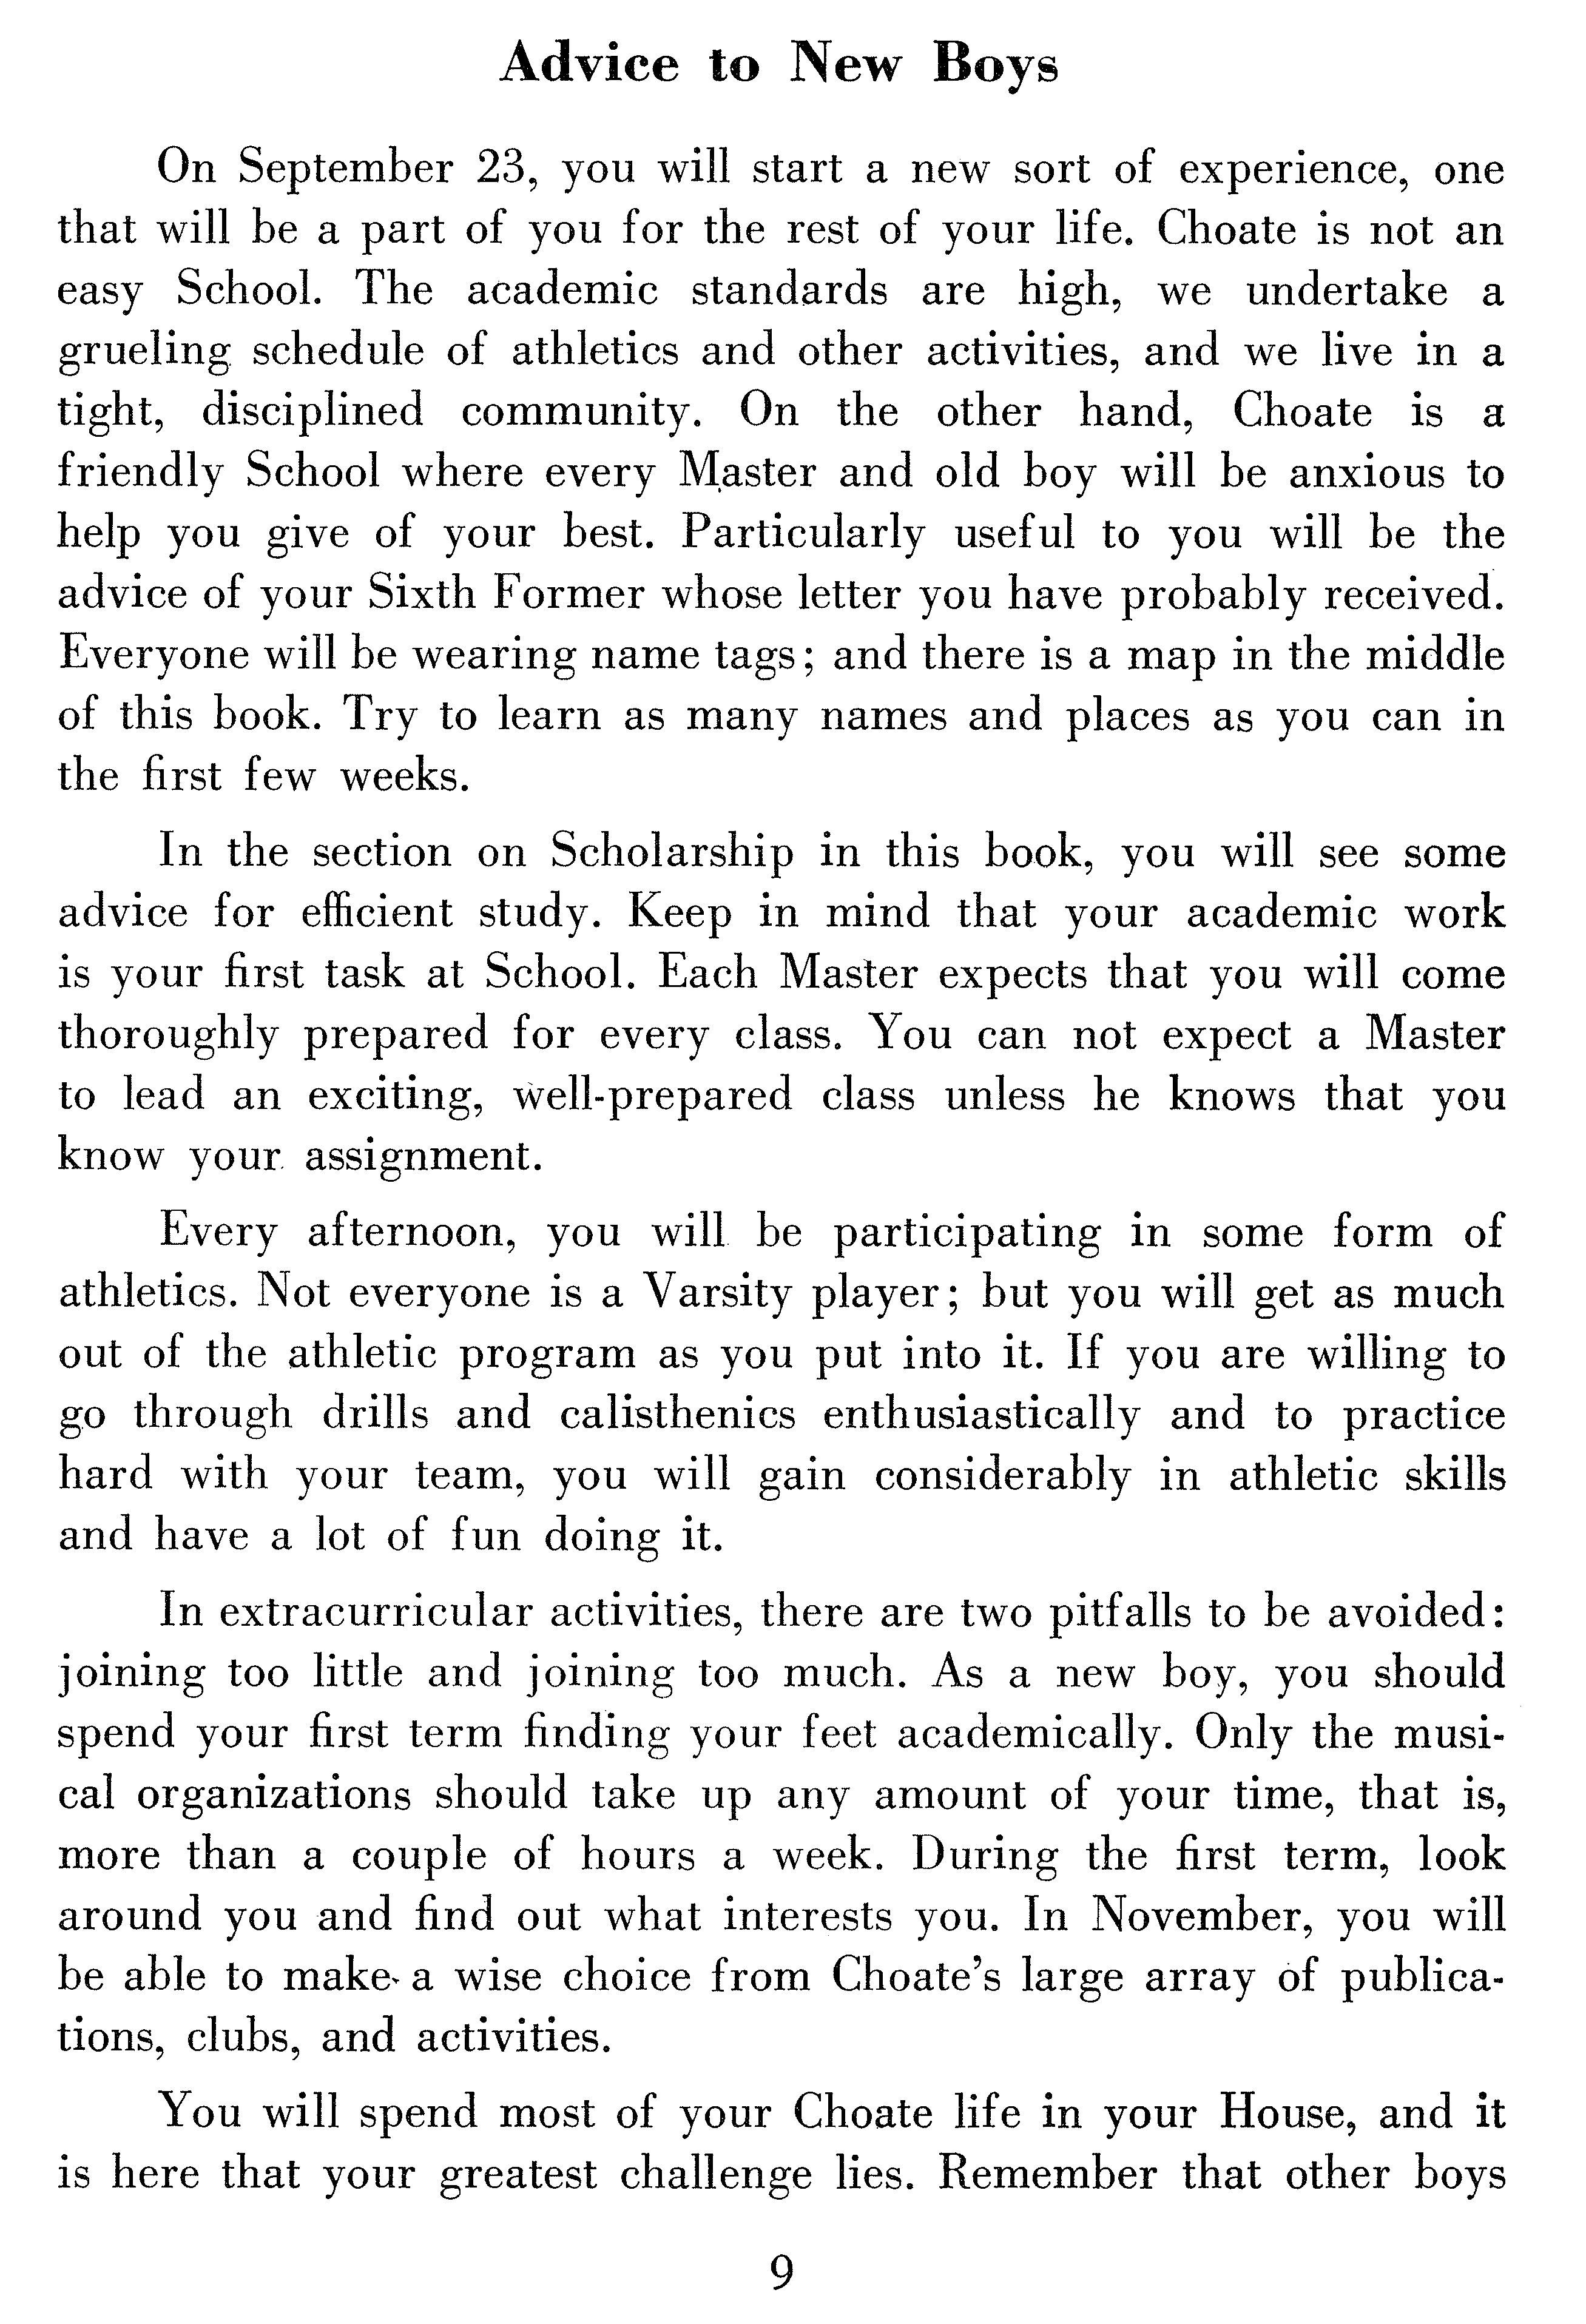 Advice to New Boys
On September 23, you will start a new sort of experience, one
that will be a part of you for the rest of your life. Choate is not an
easy School. The academic standards are high, we undertake a
grueling schedule of athletics and other activities, and we live in a
tight, disciplined community. On the other hand, Choate is a
friendly School where every Master and old boy will be anxious to
help you give of your best. Particularly useful to you will be the
advice of your Sixth Former whose letter you have probably received.
Everyone will be wearing name tags; and there is a map in the middle
of this book. Try to learn as many names and places as you can in
the first few weeks.
In the section on Scholarship in this book, you will see some
advice for efficient study. Keep in mind that your academic work
is your first task at School. Each Master expects that you will come
thoroughly prepared for every class. You can not expect a Master
to lead an exciting, well-prepared class unless he knows that you
know your assignment.
Every afternoon, you will be participating in some form of
athletics. Not everyone is a Varsity player; but you will get as much
out of the athletic program as you put into it. If you are willing to
go through drills and calisthenics enthusiastically and to practice
hard with your team, you will gain considerably in athletic skills
and have a lot of fun doing it.
In extracurricular activities, there are two pitfalls to be avoided:
joining too little and joining too much. As a new boy, you should
spend your first term finding your feet academically. Only the musi-
cal organizations should take up any amount of your time, that is,
more than a couple of hours a week. During the first term, look
around you and find out what interests you. In November, you will
be able to make a wise choice from Choate's large array of publica-
tions, clubs, and activities.
You will spend most of your Choate life in your House, and it
is here that your greatest challenge lies. Remember that other boys
9